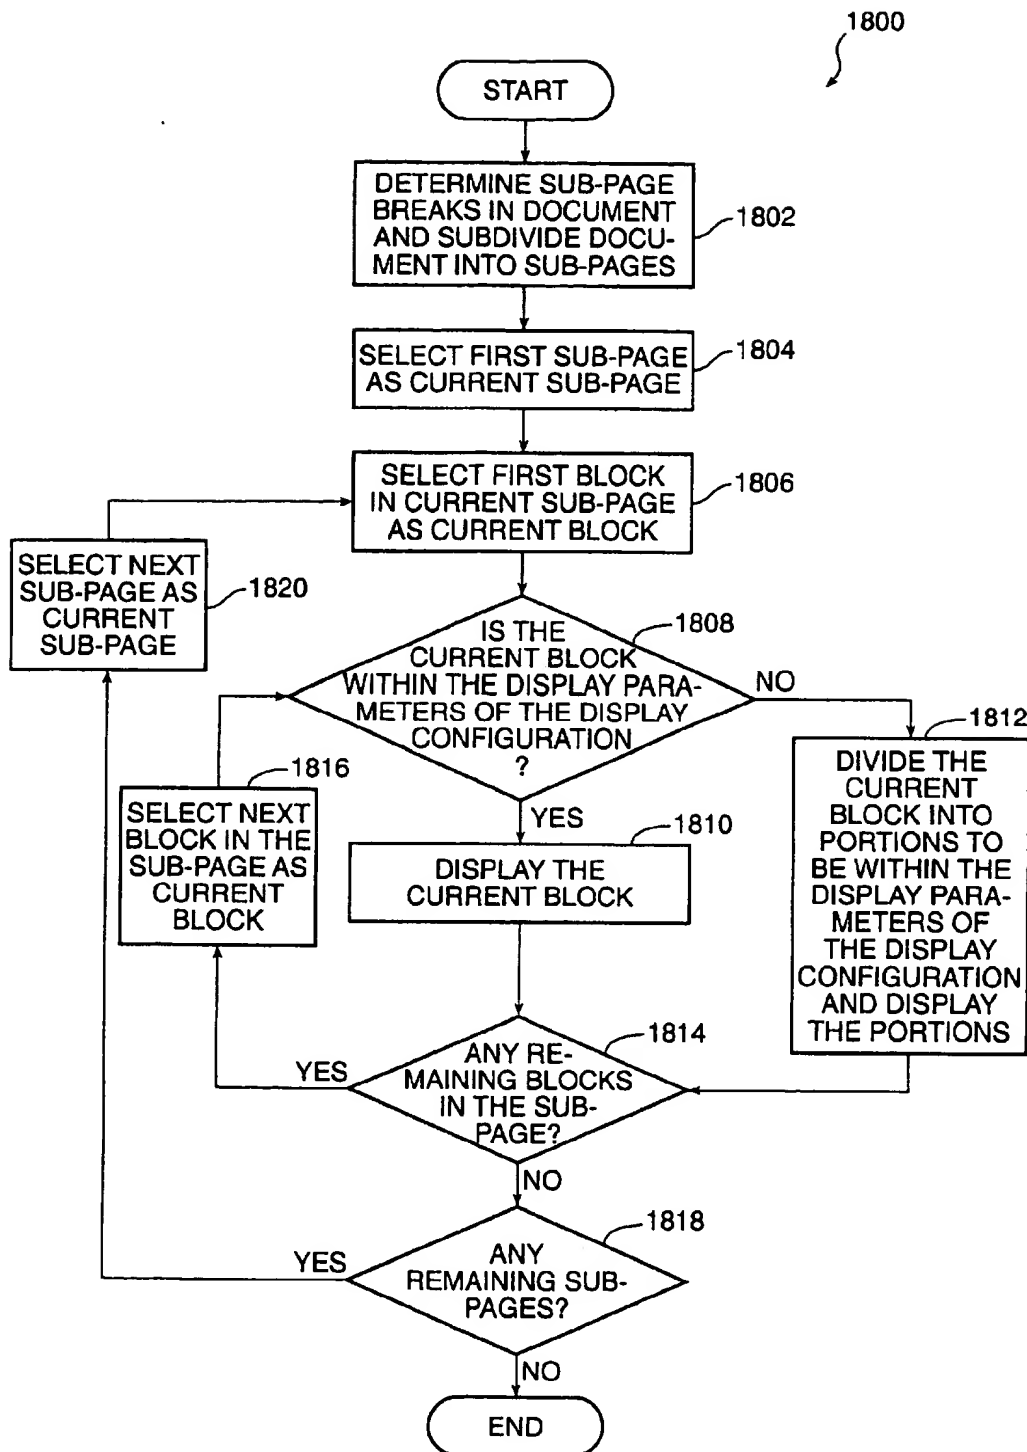 1800
START
DETERMINE SUB-PAGE
BREAKS IN DOCUMENT
AND SUBDIVIDE DOCU-
MENT INTO SUB-PAGES
1802
SELECT FIRST SUB-PAGE
AS CURRENT SUB-PAGE
1804
SELECT FIRST BLOCK
IN CURRENT SUB-PAGE
AS CURRENT BLOCK
1806
SELECT NEXT
SUB-PAGE AS
CURRENT
SUB-PAGE
1820
IS THE
CURRENT BLOCK
WITHIN THE DISPLAY PARA-
METERS OF THE DISPLAY
CONFIGURATION
?
1808
NO
YES
1812
DIVIDE THE
CURRENT
BLOCK INTO
PORTIONS TO
BE WITHIN THE
DISPLAY PARA-
METERS OF
THE DISPLAY
CONFIGURATION
AND DISPLAY
THE PORTIONS
1816
SELECT NEXT
BLOCK IN THE
SUB-PAGE AS
CURRENT
BLOCK
1810
DISPLAY THE
CURRENT BLOCK
1814
ANY RE-
MAINING BLOCKS
IN THE SUB-
PAGE?
YES
NO
1818
ANY
REMAINING SUB-
PAGES?
YES
NO
END